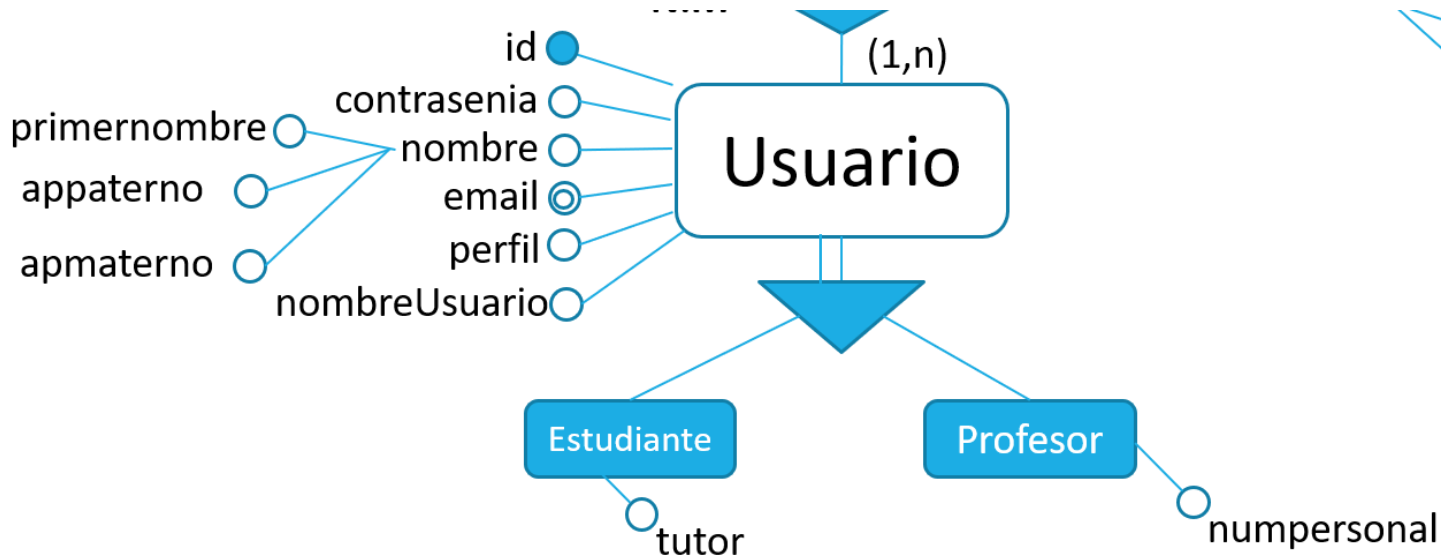 (1,n)
id
contrasenia
primernombre
nombre
Usuario
appaterno
email
perfil
apmaterno
nombreUsuario
Estudiante
Profesor
tutor
numpersonal